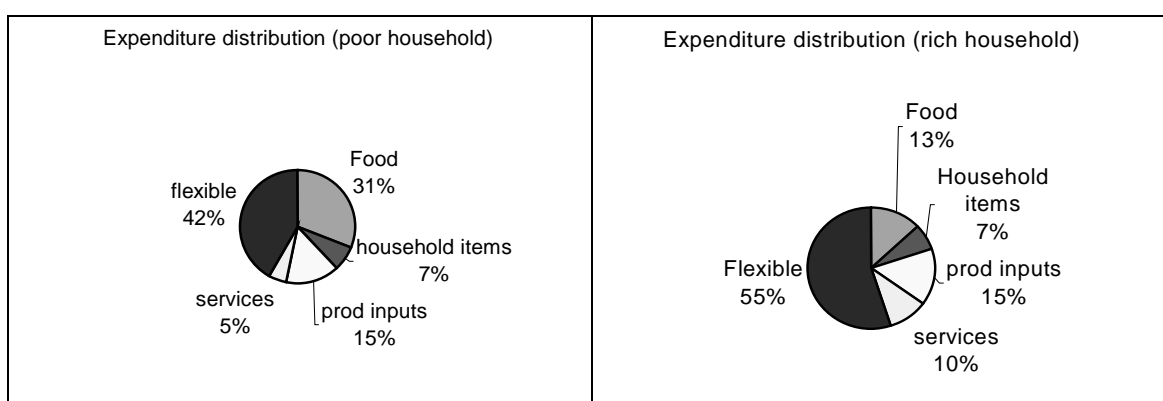 Expenditure distribution (poor household)
Food
31%
household items
7%
prod inputs
15%
services
5%
flexible
42%
Expenditure distribution (rich household)
Food
13%
Household
items
7%
prod inputs
15%
services
10%
Flexible
55%